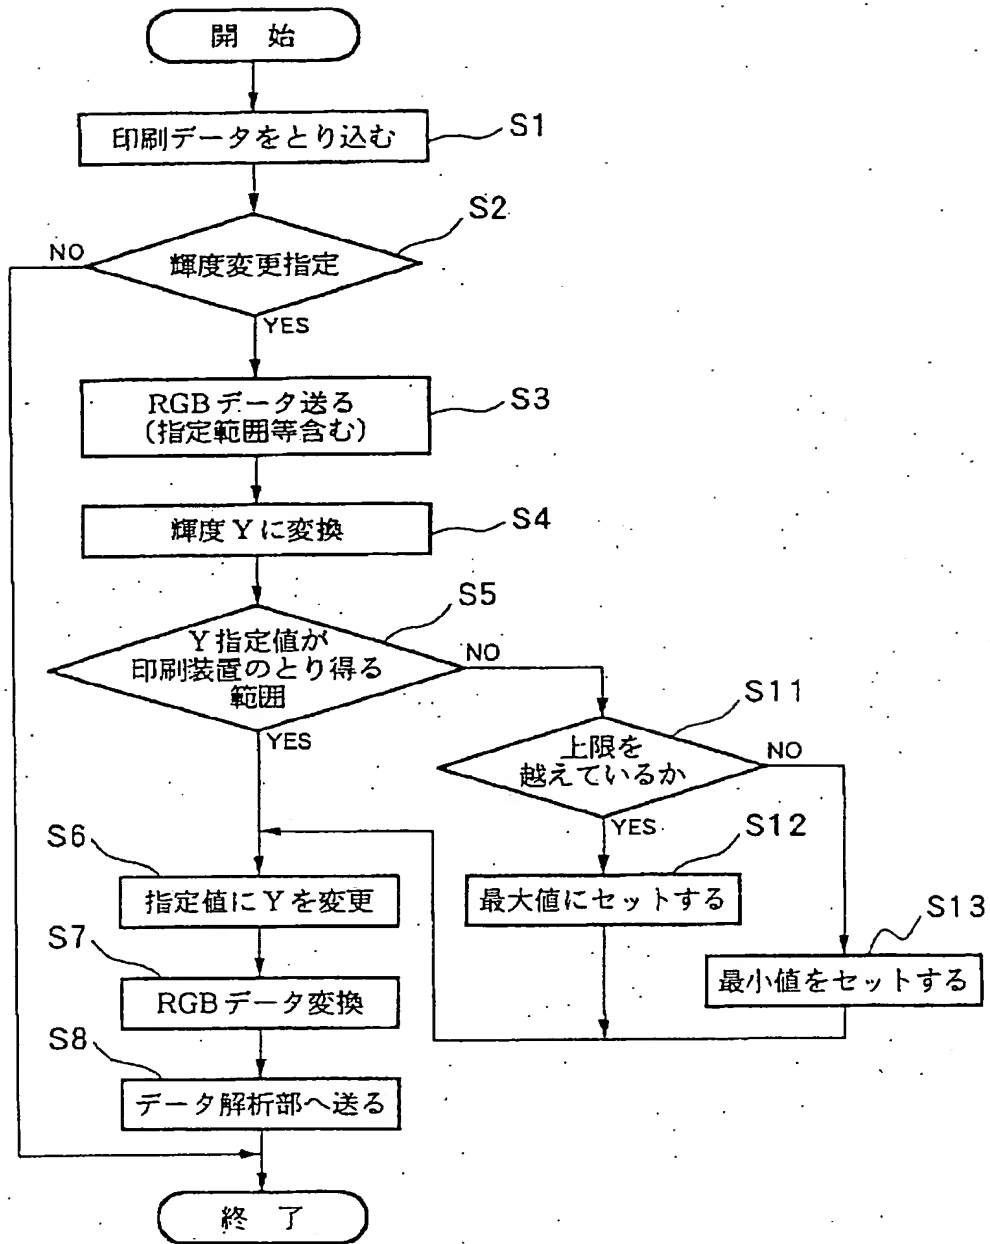 開 始
印刷データをとり込む
S1
S2
NO
輝度変更指定
YES
RGBデータ送る
(指定範囲等含む)
S3
輝度Yに変換
S4
S5
Y指定値が
印刷装置のとり得る
範囲
NO
YES
S11
上限を
越えているか
NO
YES
S12
最大値にセットする
S13
最小値をセットする
S6
指定値にYを変更
S7
RGBデータ変換
S8
データ解析部へ送る
終 了